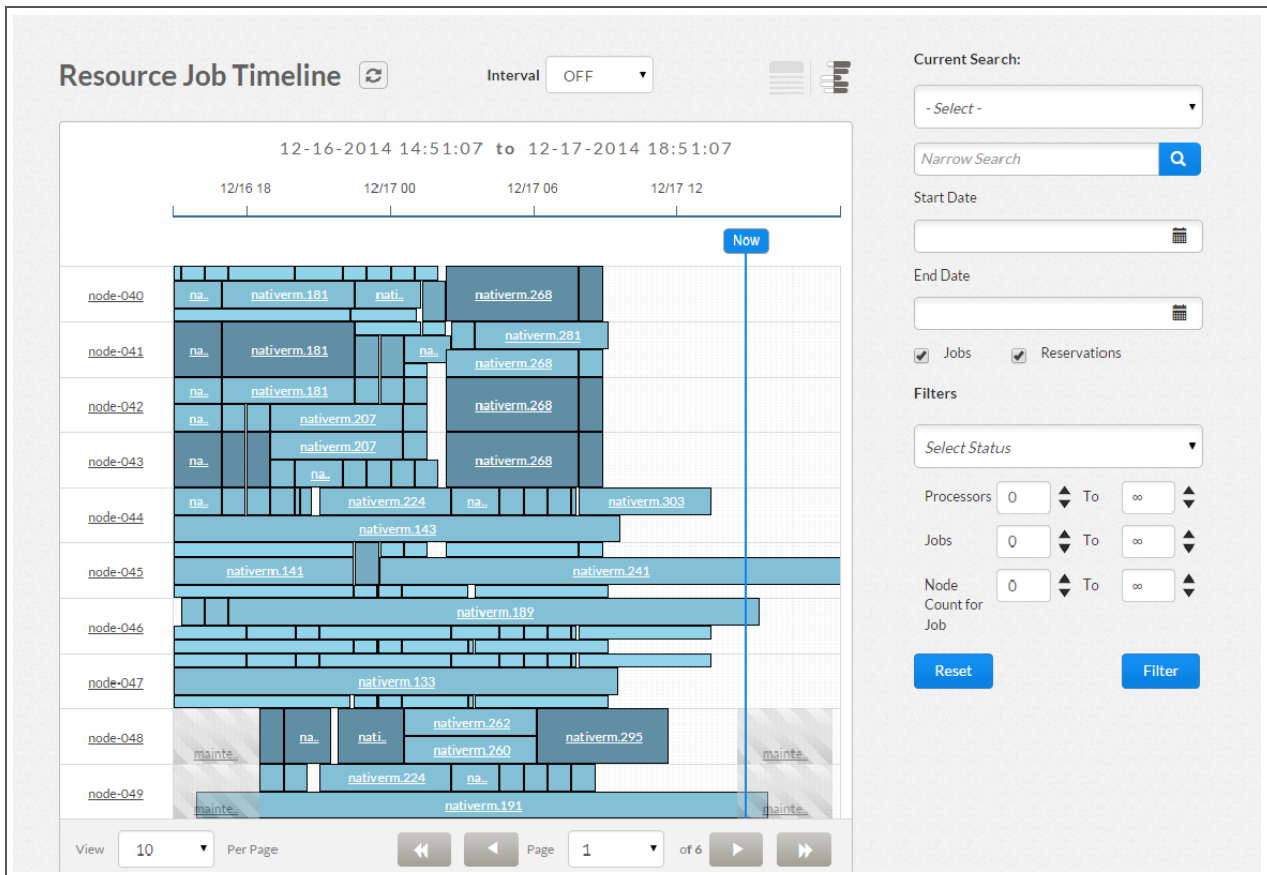 Resource Job Timeline
Interval OFF
12-16-2014 14:51:07 to 12-17-2014 18:51:07
12/16 18 12/17 00 12/17 06 12/17 12
Now
node-040
na.. nativerm.181 nati.. nativerm.268
node-041
na.. nativerm.181 na.. nativerm.281
nativerm.268
node-042
na.. nativerm.181 nativerm.268
na.. nativerm.207
node-043
na.. nativerm.207 nativerm.268
na..
node-044
na.. nativerm.224 na.. nativerm.303
nativerm.143
node-045
nativerm.141 nativerm.241
node-046
nativerm.189
node-047
nativerm.133
node-048
mainte.. na.. nati.. nativerm.262 nativerm.295 mainte..
nativerm.260
node-049
nativerm.224 na..
mainte.. nativerm.191 mainte..
View 10 Per Page Page 1 of 6
Current Search:
- Select -
Narrow Search
Start Date
End Date
Jobs Reservations
Filters
Select Status
Processors 0 To ∞
Jobs 0 To ∞
Node Count for Job 0 To ∞
Reset Filter